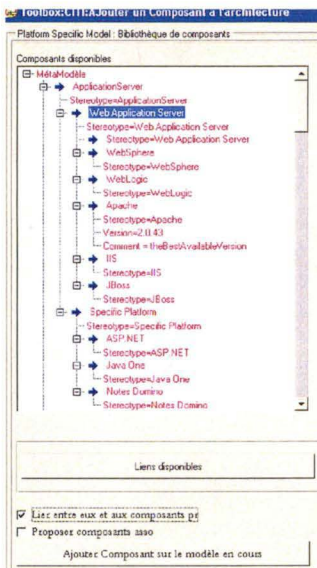 Toolbox:CITI:AJouter un Composant à l'architecture
Platform Specific Model : Bibliothèque de composants
Composants disponibles
MétaModèle
ApplicationServer
Stereotype=ApplicationServer
Web Application Server
Stereotype=Web Application Server
Stereotype=Web Application Server
WebSphere
Stereotype=WebSphere
WebLogic
Stereotype=WebLogic
Apache
Stereotype=Apache
Version=2.0.43
Comment = theBestAvailableVersion
IIS
Stereotype=IIS
JBoss
Stereotype=JBoss
Specific Platform
Stereotype=Specific Platform
ASP.NET
Stereotype=ASP.NET
Java One
Stereotype=Java One
Notes Domino
Stereotype=Notes Domino
Liens disponibles
Lier entre eux et aux composants pr
Proposer composants asso
Ajouter Composant sur le modèle en cours